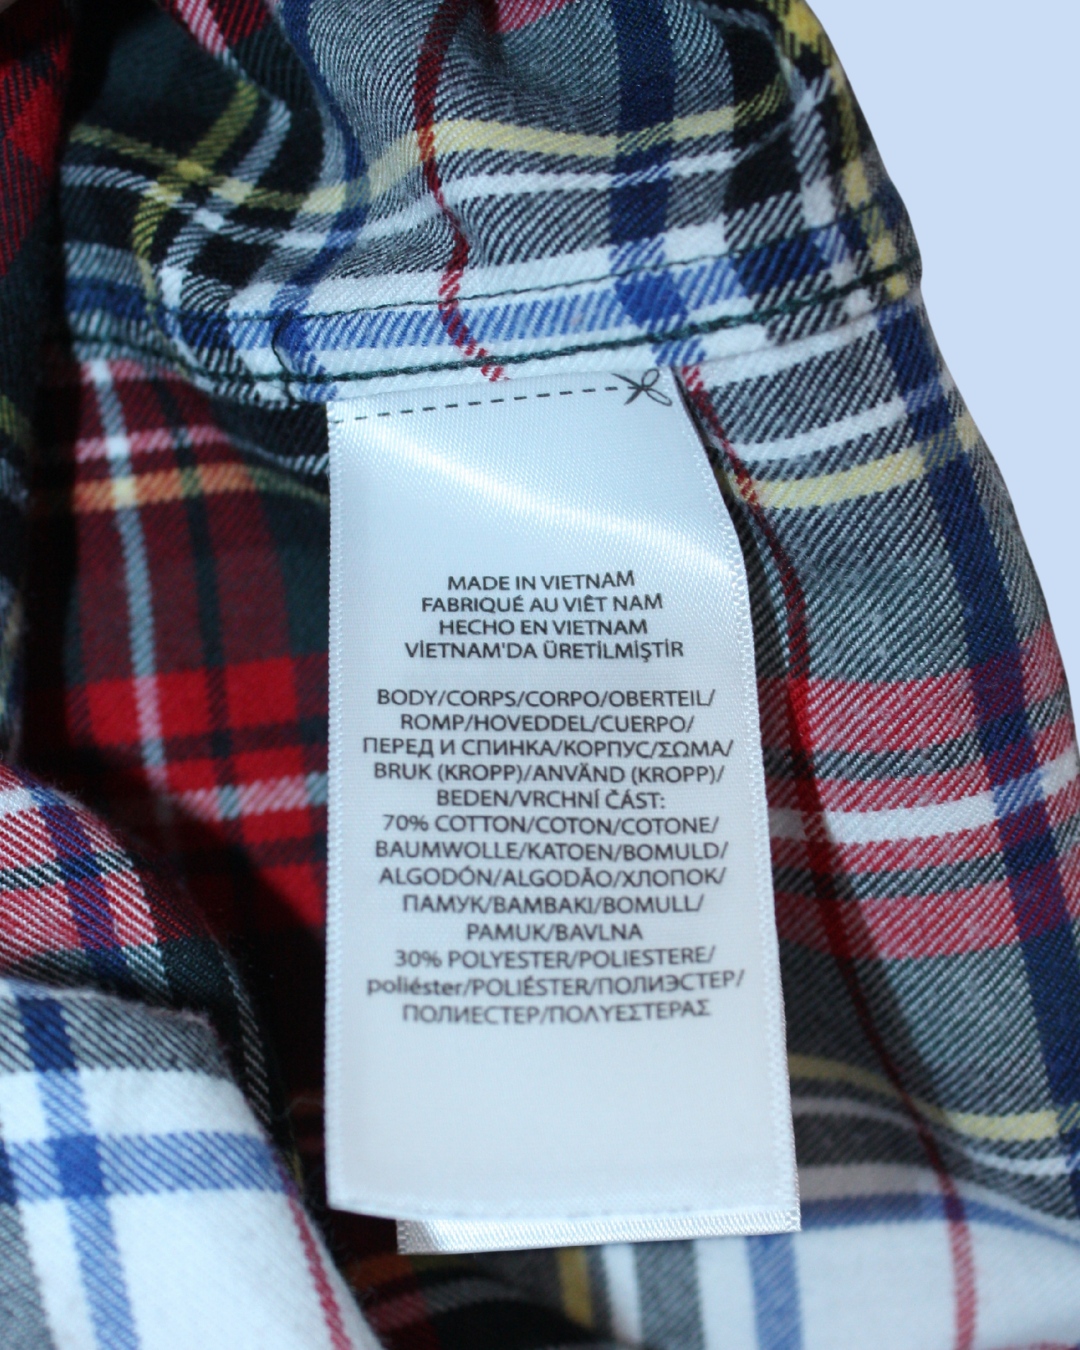 MADE IN VIETNAM
FABRIQUÉ AU VIÊT NAM
HECHO EN VIETNAM
VİETNAM'DA ÜRETİLMİŞTİR
BODY/CORPS/CORPO/OBERTEIL/
ROMP/HOVEDDEL/CUERPO/
ПЕРЕД И СПИНКА/КОРПУС/ΣΩΜΑ/
BRUK (KROPP)/ANVÄND (KROPP)/
BEDEN/VRCHNÍ ČÁST:
70% COTTON/COTON/COTONE/
BAUMWOLLE/KATOEN/BOMULD/
ALGODÓN/ALGODÃO/ХЛОПОК/
ПАМУК/BAMBAKI/BOMULL/
PAMUK/BAVLNA
30% POLYESTER/POLIESTERE/
poliéster/POLIÉSTER/ПОЛИЭСТЕР/
ПОЛИЕСТЕР/ΠΟΛΥΕΣΤΕΡΑΣ